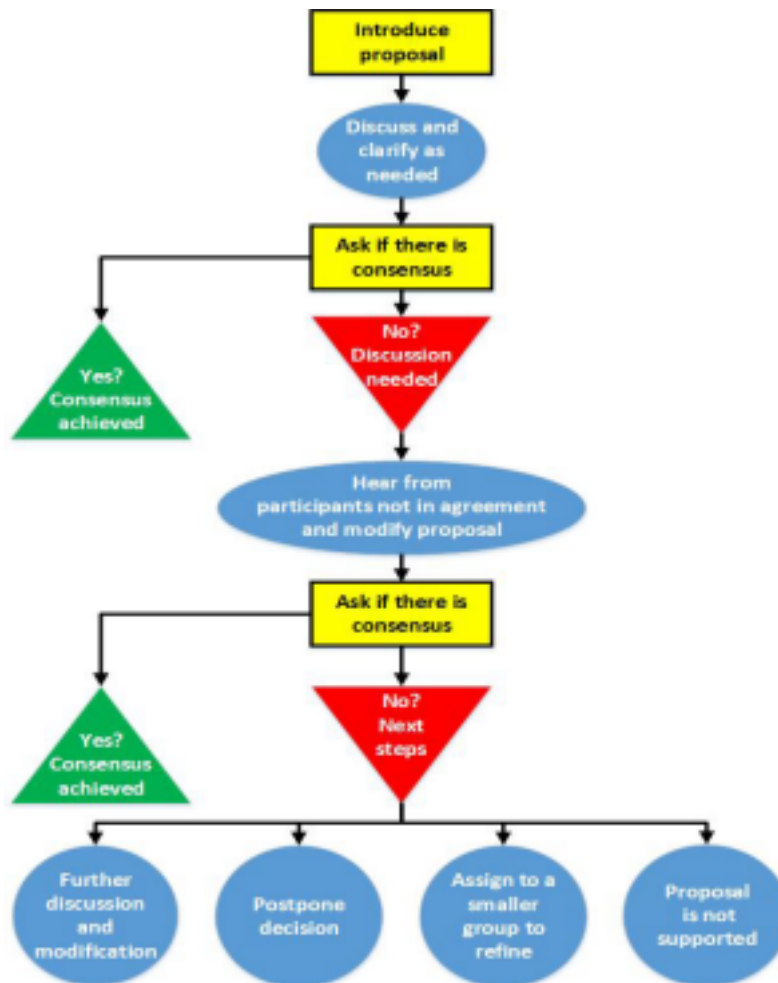 Introduce
proposal
Discuss and
clarify as
needed
Ask if there is
consensus
No?
Discussion
needed
Yes?
Consensus
achieved
Hear from
participants not in agreement
and modify proposal
Ask if there is
consensus
No?
Next
steps
Yes?
Consensus
achieved
Further
discussion
and
modification
Postpone
decision
Assign to a
smaller
group to
refine
Proposal
is not
supported